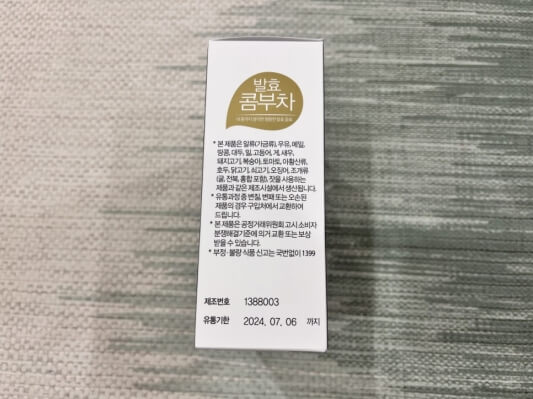 발효
콤부차
* 본 제품은 알류(가금류), 우유, 메밀,
땅콩, 대두, 밀, 고등어, 게, 새우,
돼지고기, 복숭아, 토마토, 아황산류,
호두, 닭고기, 쇠고기, 오징어, 조개류
(굴, 전복, 홍합 포함), 잣을 사용하는
제품과 같은 제조시설에서 생산됩니다.
* 유통과정 중 변질, 변패 또는 오손된
제품의 경우 구입처에서 교환하여
드립니다.
* 본 제품은 공정거래위원회 고시 소비자
분쟁해결기준에 의거 교환 또는 보상
받을 수 있습니다.
* 부정·불량 식품 신고는 국번없이 1399
제조번호 1388003
유통기한 2024. 07. 06 까지